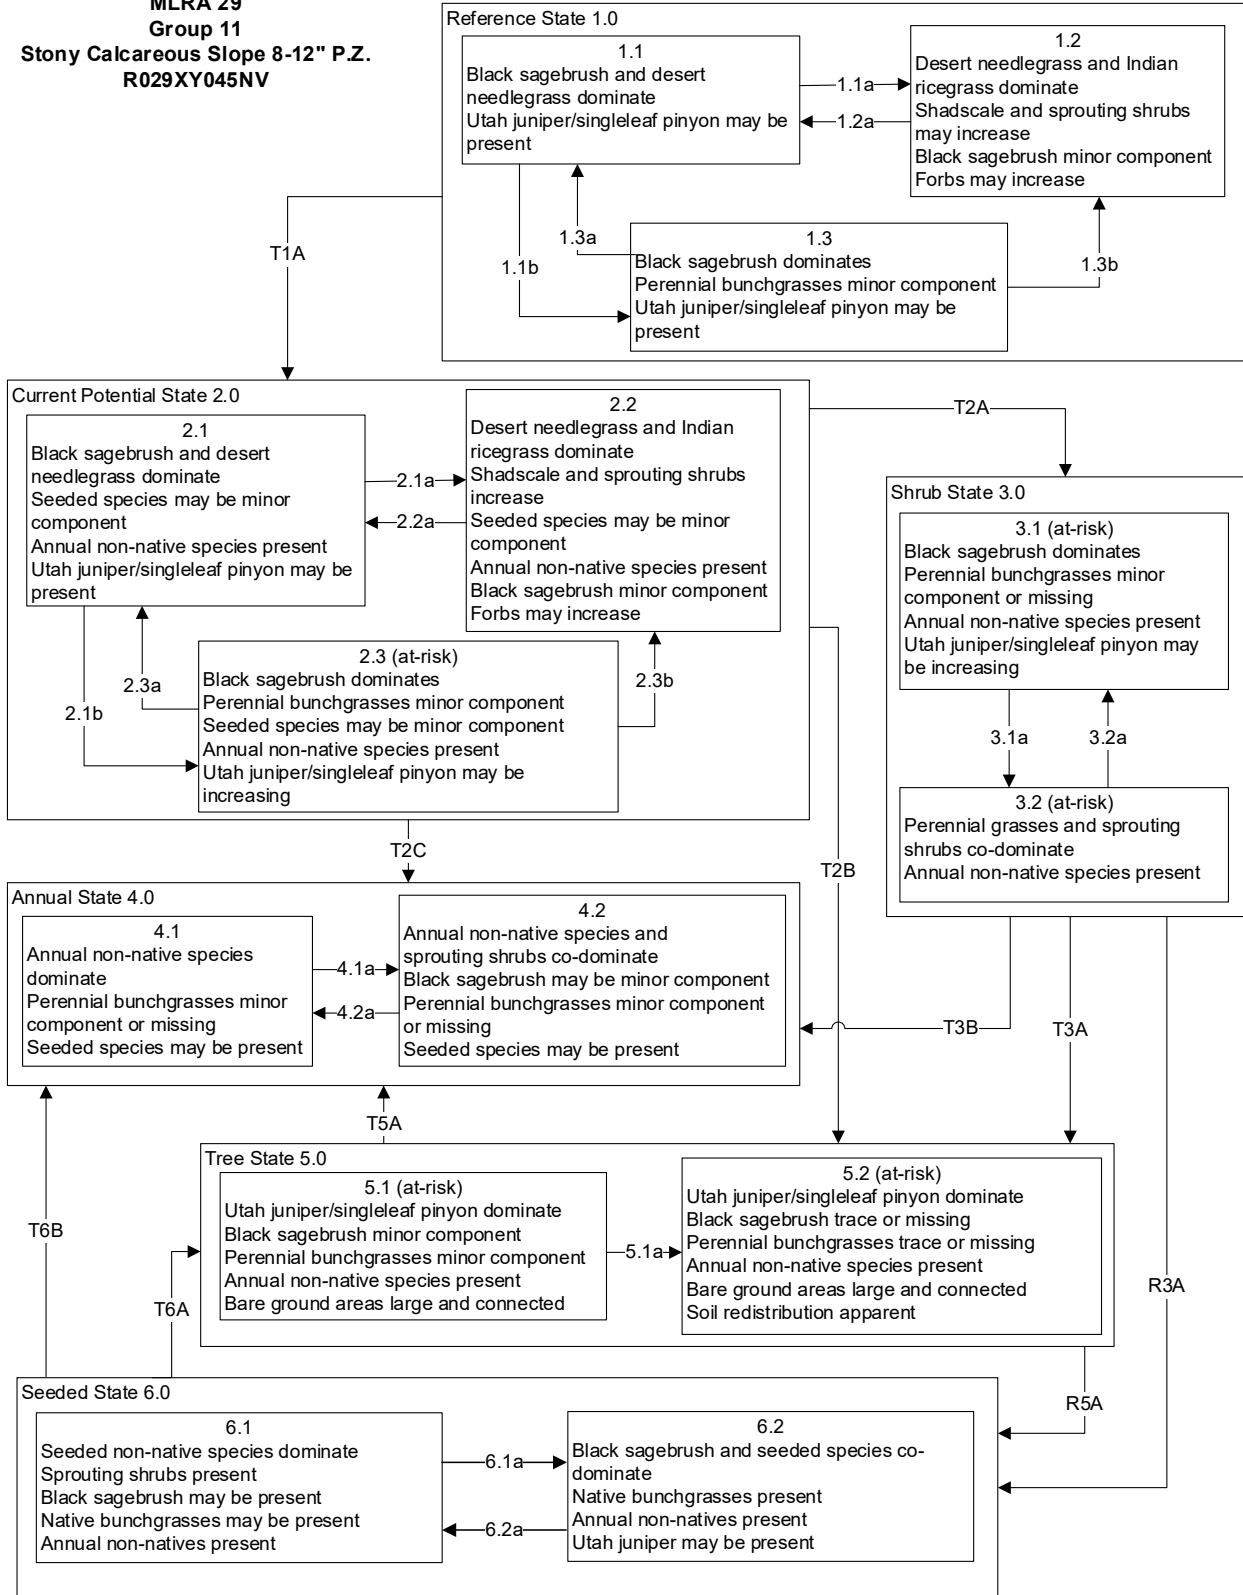 MLRA 29
Group 11
Stony Calcareous Slope 8-12" P.Z.
R029XY045NV
Reference State 1.0
1.1
Black sagebrush and desert
needlegrass dominate
Utah juniper/singleleaf pinyon may be
present
1.1a
1.2a
1.2
Desert needlegrass and Indian
ricegrass dominate
Shadscale and sprouting shrubs
may increase
Black sagebrush minor component
Forbs may increase
1.1b
1.3a
1.3
Black sagebrush dominates
Perennial bunchgrasses minor component
Utah juniper/singleleaf pinyon may be
present
1.3b
T1A
Current Potential State 2.0
2.1
Black sagebrush and desert
needlegrass dominate
Seeded species may be minor
component
Annual non-native species present
Utah juniper/singleleaf pinyon may be
present
2.1a
2.2a
2.2
Desert needlegrass and Indian
ricegrass dominate
Shadscale and sprouting shrubs
increase
Seeded species may be minor
component
Annual non-native species present
Black sagebrush minor component
Forbs may increase
2.1b
2.3a
2.3 (at-risk)
Black sagebrush dominates
Perennial bunchgrasses minor component
Seeded species may be minor component
Annual non-native species present
Utah juniper/singleleaf pinyon may be
increasing
2.3b
T2A
Shrub State 3.0
3.1 (at-risk)
Black sagebrush dominates
Perennial bunchgrasses minor
component or missing
Annual non-native species present
Utah juniper/singleleaf pinyon may
be increasing
3.1a
3.2a
3.2 (at-risk)
Perennial grasses and sprouting
shrubs co-dominate
Annual non-native species present
T2C
T2B
Annual State 4.0
4.1
Annual non-native species
dominate
Perennial bunchgrasses minor
component or missing
Seeded species may be present
4.1a
4.2a
4.2
Annual non-native species and
sprouting shrubs co-dominate
Black sagebrush may be minor component
Perennial bunchgrasses minor component
or missing
Seeded species may be present
T3B
T3A
T5A
Tree State 5.0
5.1 (at-risk)
Utah juniper/singleleaf pinyon dominate
Black sagebrush minor component
Perennial bunchgrasses minor component
Annual non-native species present
Bare ground areas large and connected
5.1a
5.2 (at-risk)
Utah juniper/singleleaf pinyon dominate
Black sagebrush trace or missing
Perennial bunchgrasses trace or missing
Annual non-native species present
Bare ground areas large and connected
Soil redistribution apparent
T6B
T6A
R3A
R5A
Seeded State 6.0
6.1
Seeded non-native species dominate
Sprouting shrubs present
Black sagebrush may be present
Native bunchgrasses may be present
Annual non-natives present
6.1a
6.2a
6.2
Black sagebrush and seeded species co-
dominate
Native bunchgrasses present
Annual non-natives present
Utah juniper may be present